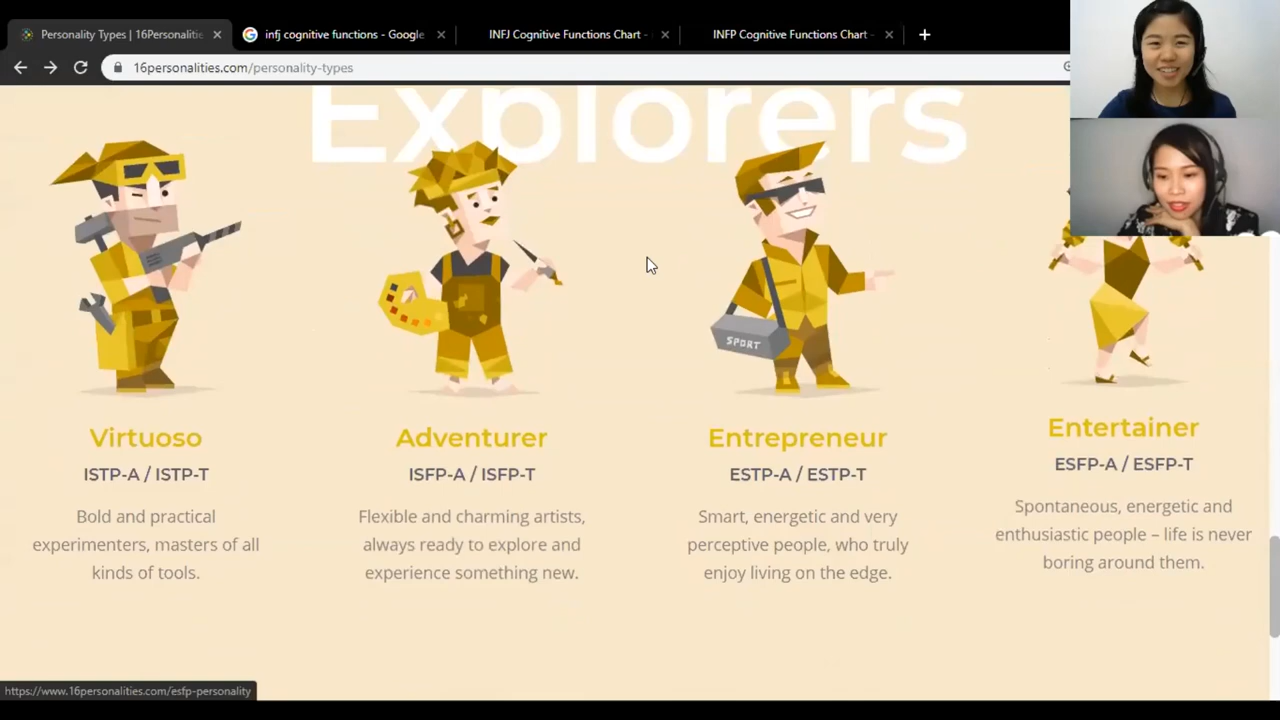 Personality Types | 16Personalitie
infj cognitive functions - Google
INFJ Cognitive Functions Chart -
INFP Cognitive Functions Chart -
16personalities.com/personality-types
Explorers
SPORT
Virtuoso
ISTP-A / ISTP-T
Bold and practical
experimenters, masters of all
kinds of tools.
Adventurer
ISFP-A / ISFP-T
Flexible and charming artists,
always ready to explore and
experience something new.
Entrepreneur
ESTP-A / ESTP-T
Smart, energetic and very
perceptive people, who truly
enjoy living on the edge.
Entertainer
ESFP-A / ESFP-T
Spontaneous, energetic and
enthusiastic people – life is never
boring around them.
https://www.16personalities.com/esfp-personality